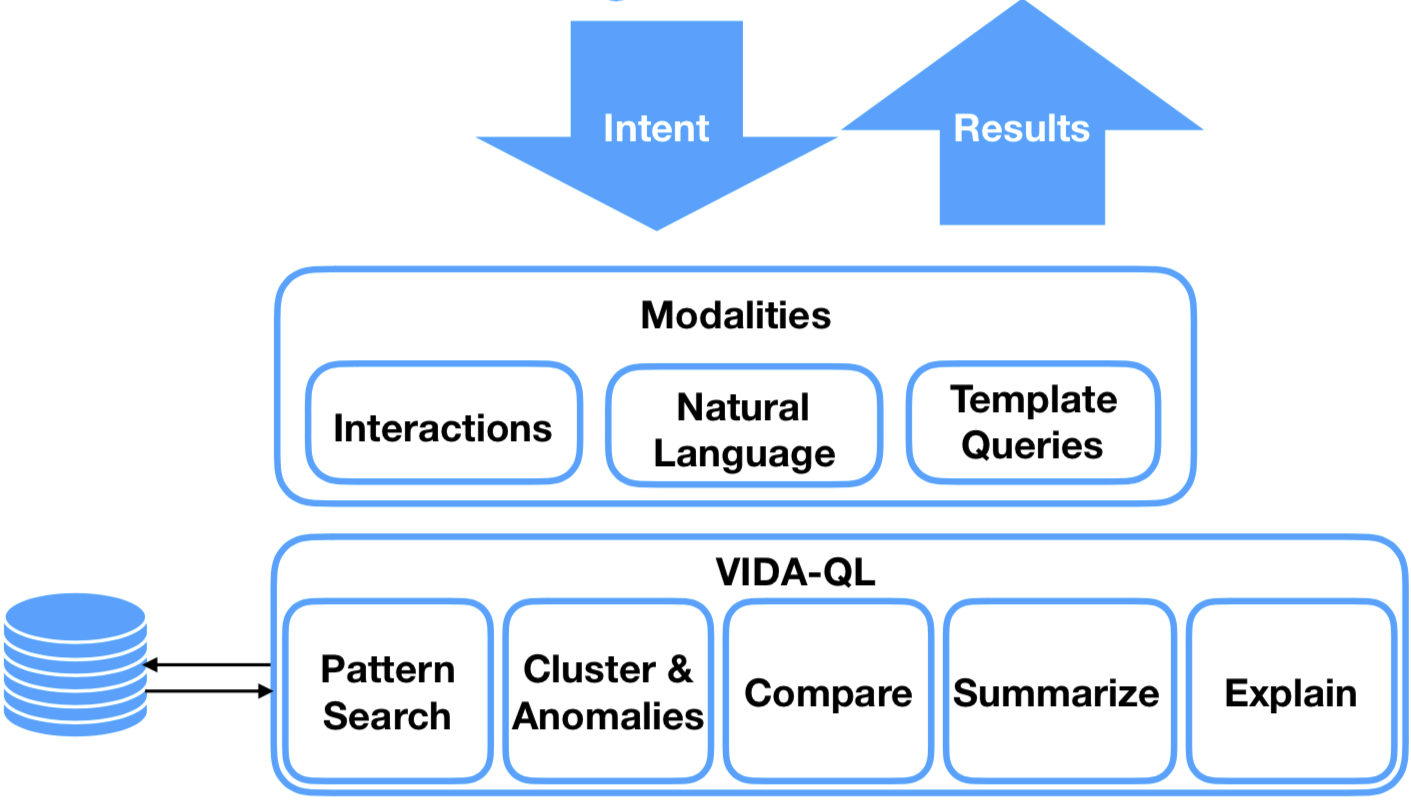 Intent
Results
Modalities
Interactions
Natural
Language
Template
Queries
VIDA-QL
Pattern
Search
Cluster &
Anomalies
Compare
Summarize
Explain